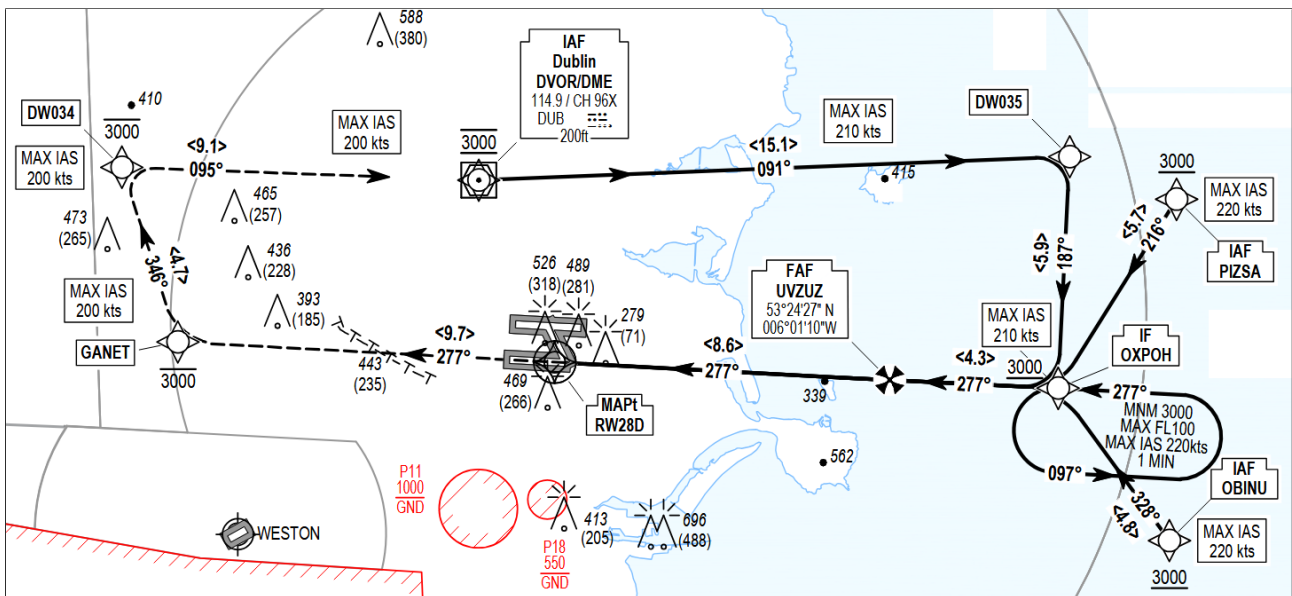 588
(380)
IAF
Dublin
DVOR/DME
114.9 / CH 96X
DUB
200ft
3000
410
DW034
3000
MAX IAS
200 kts
<9.1>
095°
MAX IAS
200 kts
MAX IAS
210 kts
<15.1>
091°
415
DW035
3000
MAX IAS
220 kts
<5.7>
216°
IAF
PIZSA
465
(257)
473
(265)
436
(228)
<4.7>
346°
<5.9>
187°
MAX IAS
200 kts
393
(185)
526
(318)
489
(281)
279
(71)
FAF
UVZUZ
53°24'27" N
006°01'10"W
MAX IAS
210 kts
3000
IF
OXPOH
GANET
3000
<9.7>
277°
443
(235)
469
(266)
MAPt
RW28D
<8.6>
277°
339
<4.3>
277°
277°
MNM 3000
MAX FL100
MAX IAS 220kts
1 MIN
097°
562
IAF
OBINU
328°
<4.8>
MAX IAS
220 kts
3000
P11
1000
GND
P18
550
GND
413
(205)
696
(488)
WESTON